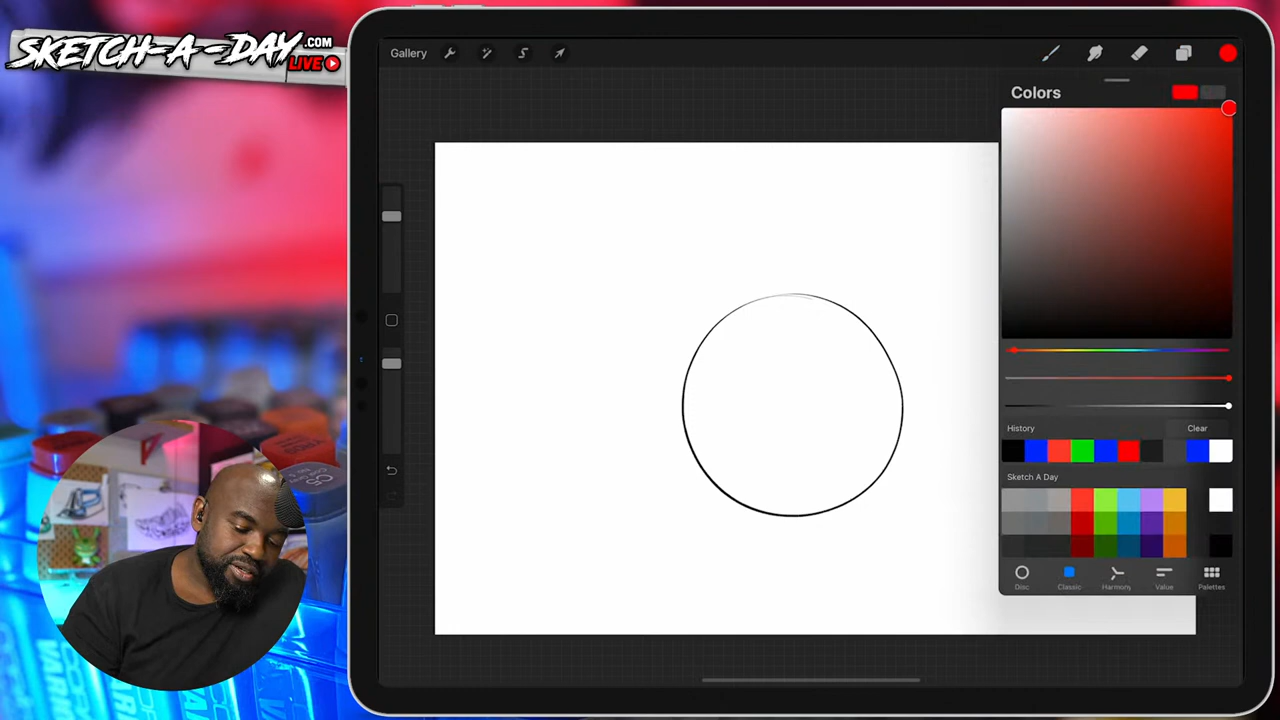 SKETCH-A-DAY.COM
LIVE
Gallery
Colors
History
Clear
Sketch A Day
Disc
Classic
Harmony
Value
Palettes